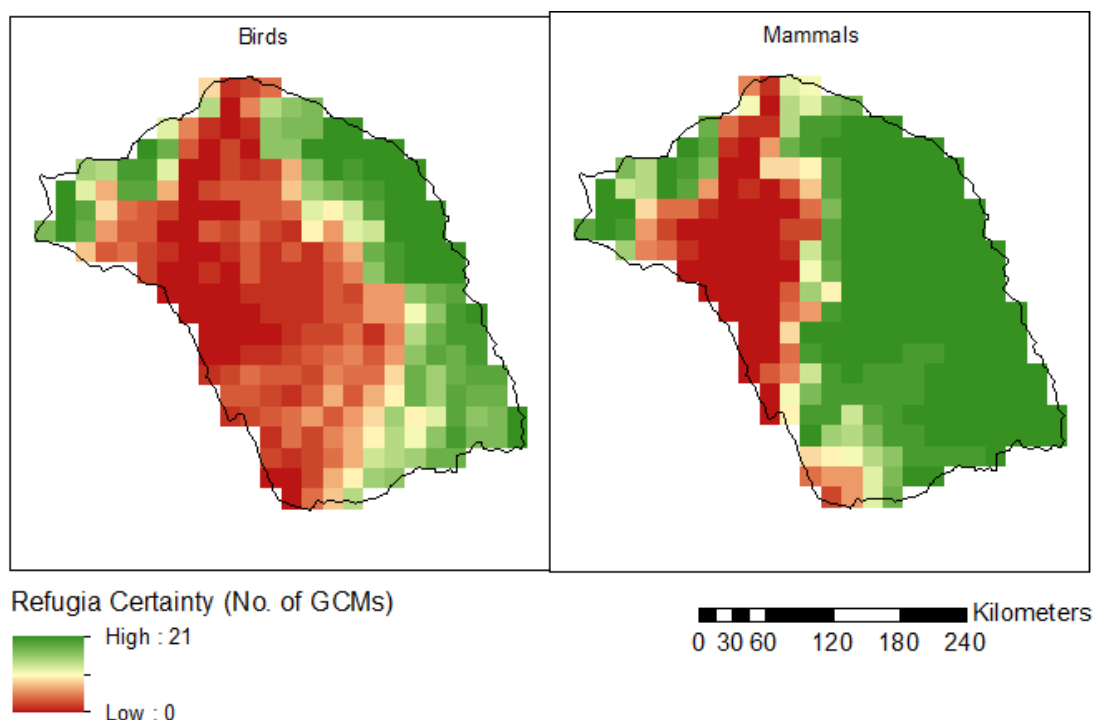 Birds
Mammals
Refugia Certainty (No. of GCMs)
High : 21
Low : 0
Kilometers
0 30 60 120 180 240